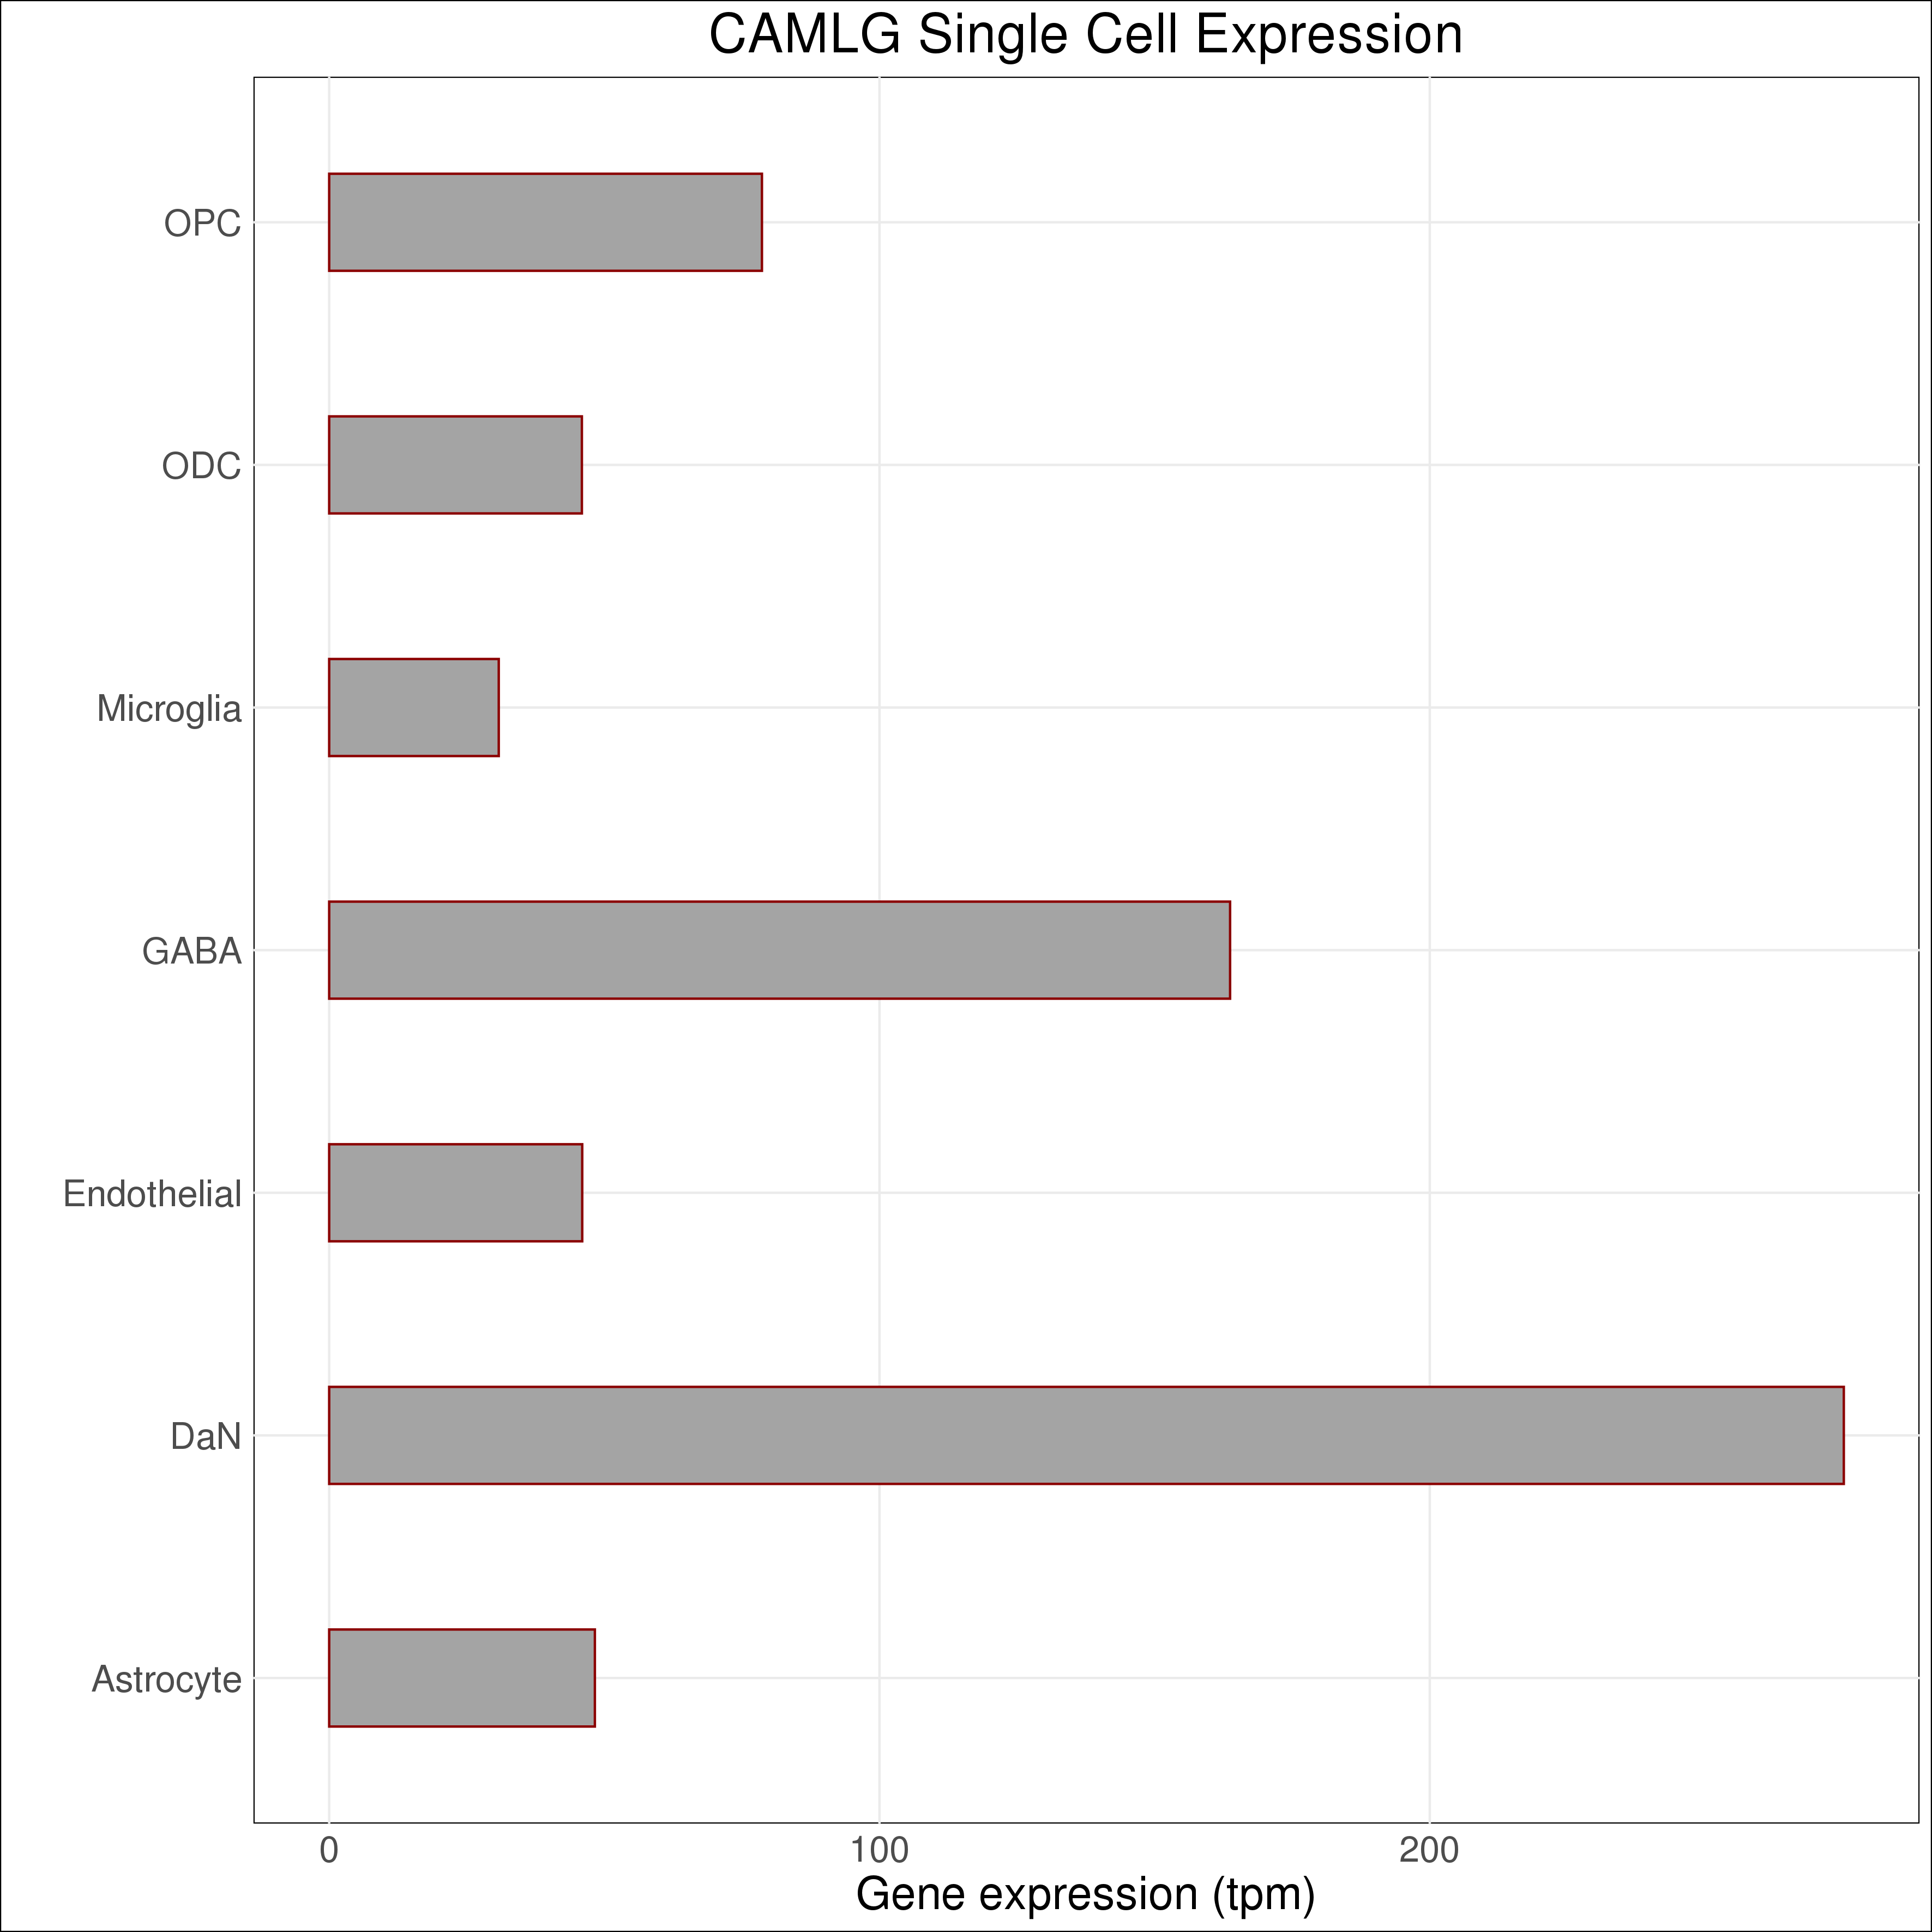 CAMLG Single Cell Expression
OPC
ODC
Microglia
GABA
Endothelial
DaN
Astrocyte
0 100 200
Gene expression (tpm)